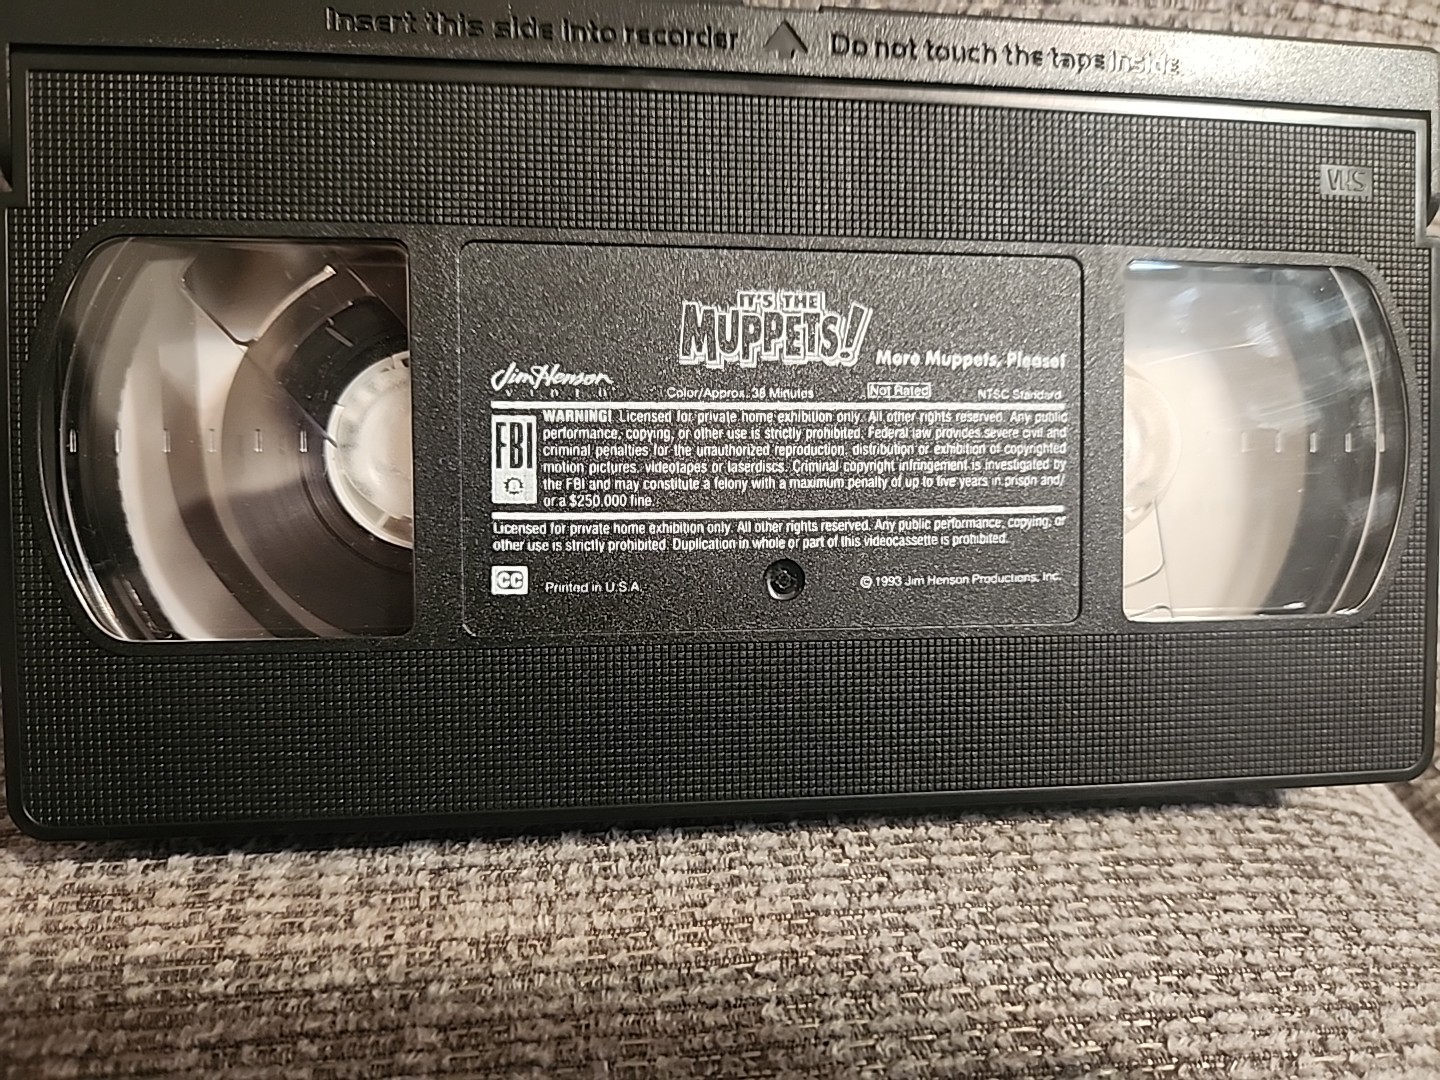 Insert this side into recorder Do not touch the tape inside
VHS
IT'S THE
MUPPETS!
More Muppets, Please!
Jim Henson
VIDEO
Color/Approx. 38 Minutes Not Rated NTSC Standard
FBI
WARNING! Licensed for private home exhibition only. All other rights reserved. Any public
performance, copying, or other use is strictly prohibited. Federal law provides severe civil and
criminal penalties for the unauthorized reproduction, distribution or exhibition of copyrighted
motion pictures, videotapes or laserdiscs. Criminal copyright infringement is investigated by
the FBI and may constitute a felony with a maximum penalty of up to five years in prison and/
or a $250,000 fine.
Licensed for private home exhibition only. All other rights reserved. Any public performance, copying, or
other use is strictly prohibited. Duplication in whole or part of this videocassette is prohibited.
CC Printed in U.S.A. © 1993 Jim Henson Productions, Inc.